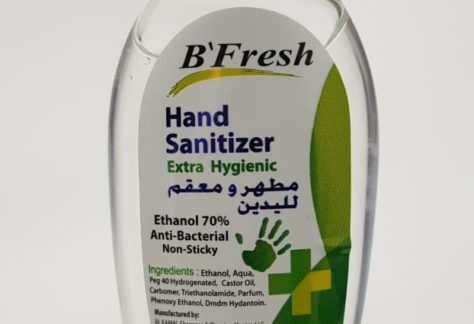 B'Fresh
Hand
Sanitizer
Extra Hygienic
مطهر و معقم
لليدين
Ethanol 70%
Anti-Bacterial
Non-Sticky
Ingredients : Ethanol, Aqua,
Peg 40 Hydrogenated, Castor Oil,
Carbomer, Triethanolamide, Parfum,
Phenoxy Ethanol, Dmdm Hydantoin.
Manufactured by: